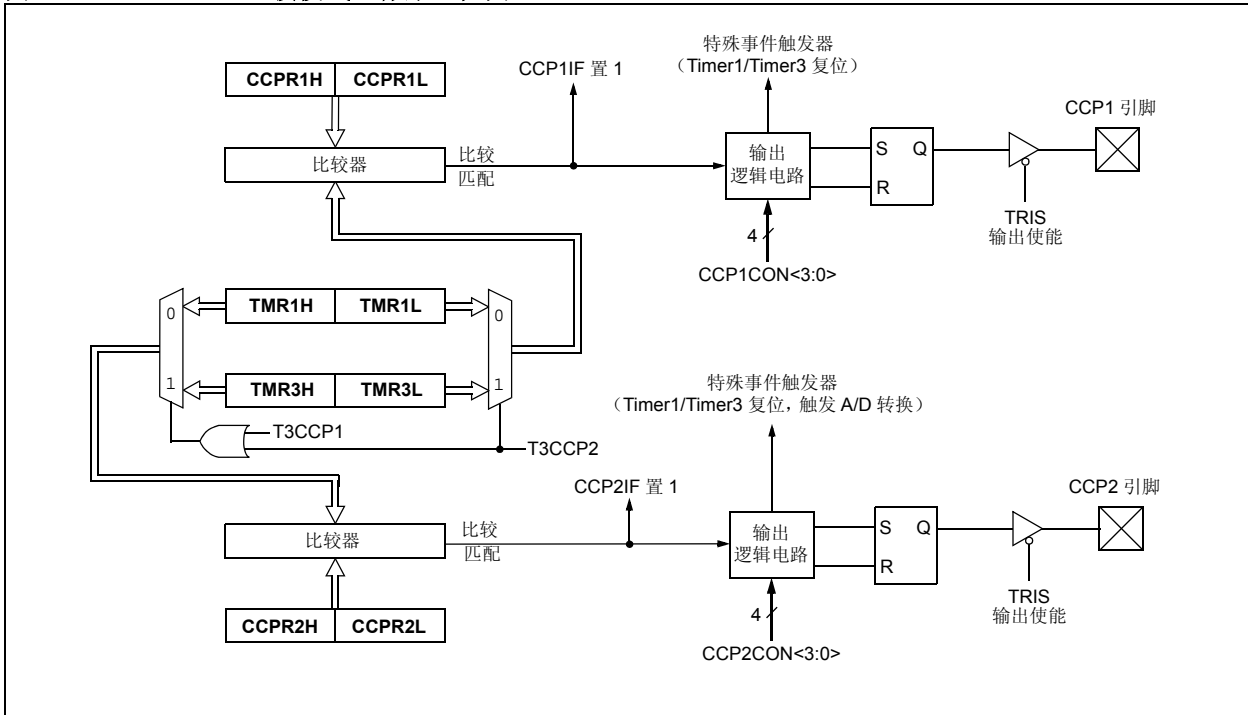 特殊事件触发器
（Timer1/Timer3 复位）
CCP1IF 置 1
CCPR1H CCPR1L
CCP1 引脚
比较器
比较
匹配
输出
逻辑电路
S Q
R
TRIS
输出使能
4
CCP1CON<3:0>
0
TMR1H TMR1L
0
1
TMR3H TMR3L
1
T3CCP1
T3CCP2
特殊事件触发器
（Timer1/Timer3 复位，触发 A/D 转换）
CCP2IF 置 1
CCP2 引脚
比较器
比较
匹配
输出
逻辑电路
S Q
R
TRIS
输出使能
4
CCPR2H CCPR2L
CCP2CON<3:0>